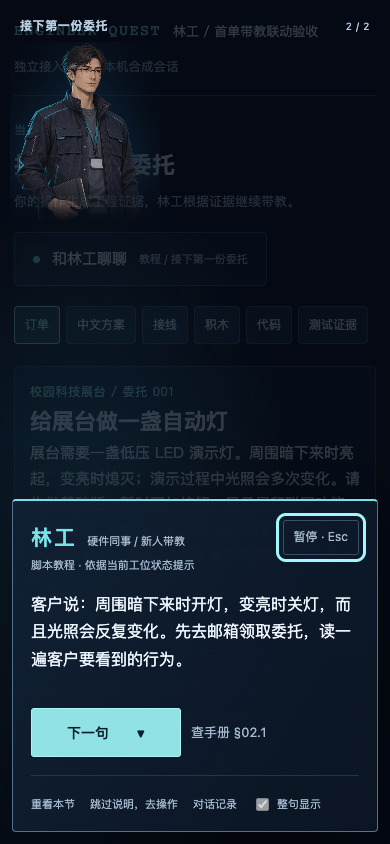 接下第一份委托
2 / 2
ENGINEER QUEST 林工 / 首单带教联动验收
独立接入
本机合成会话
当
委托
你的操作生成工程证据，林工根据证据继续带教。
和林工聊聊 教程 / 接下第一份委托
订单 中文方案 接线 积木 代码 测试证据
校园科技展台 / 委托 001
给展台做一盏自动灯
展台需要一盏低压 LED 演示灯。周围暗下来时亮
起，变亮时熄灭；演示过程中光照会多次变化。请
林工 硬件同事 / 新人带教
暂停 · Esc
脚本教程 · 依据当前工位状态提示
客户说：周围暗下来时开灯，变亮时关灯，而
且光照会反复变化。先去邮箱领取委托，读一
遍客户要看到的行为。
下一句 ▼ 查手册 §02.1
重看本节 跳过说明，去操作 对话记录 整句显示